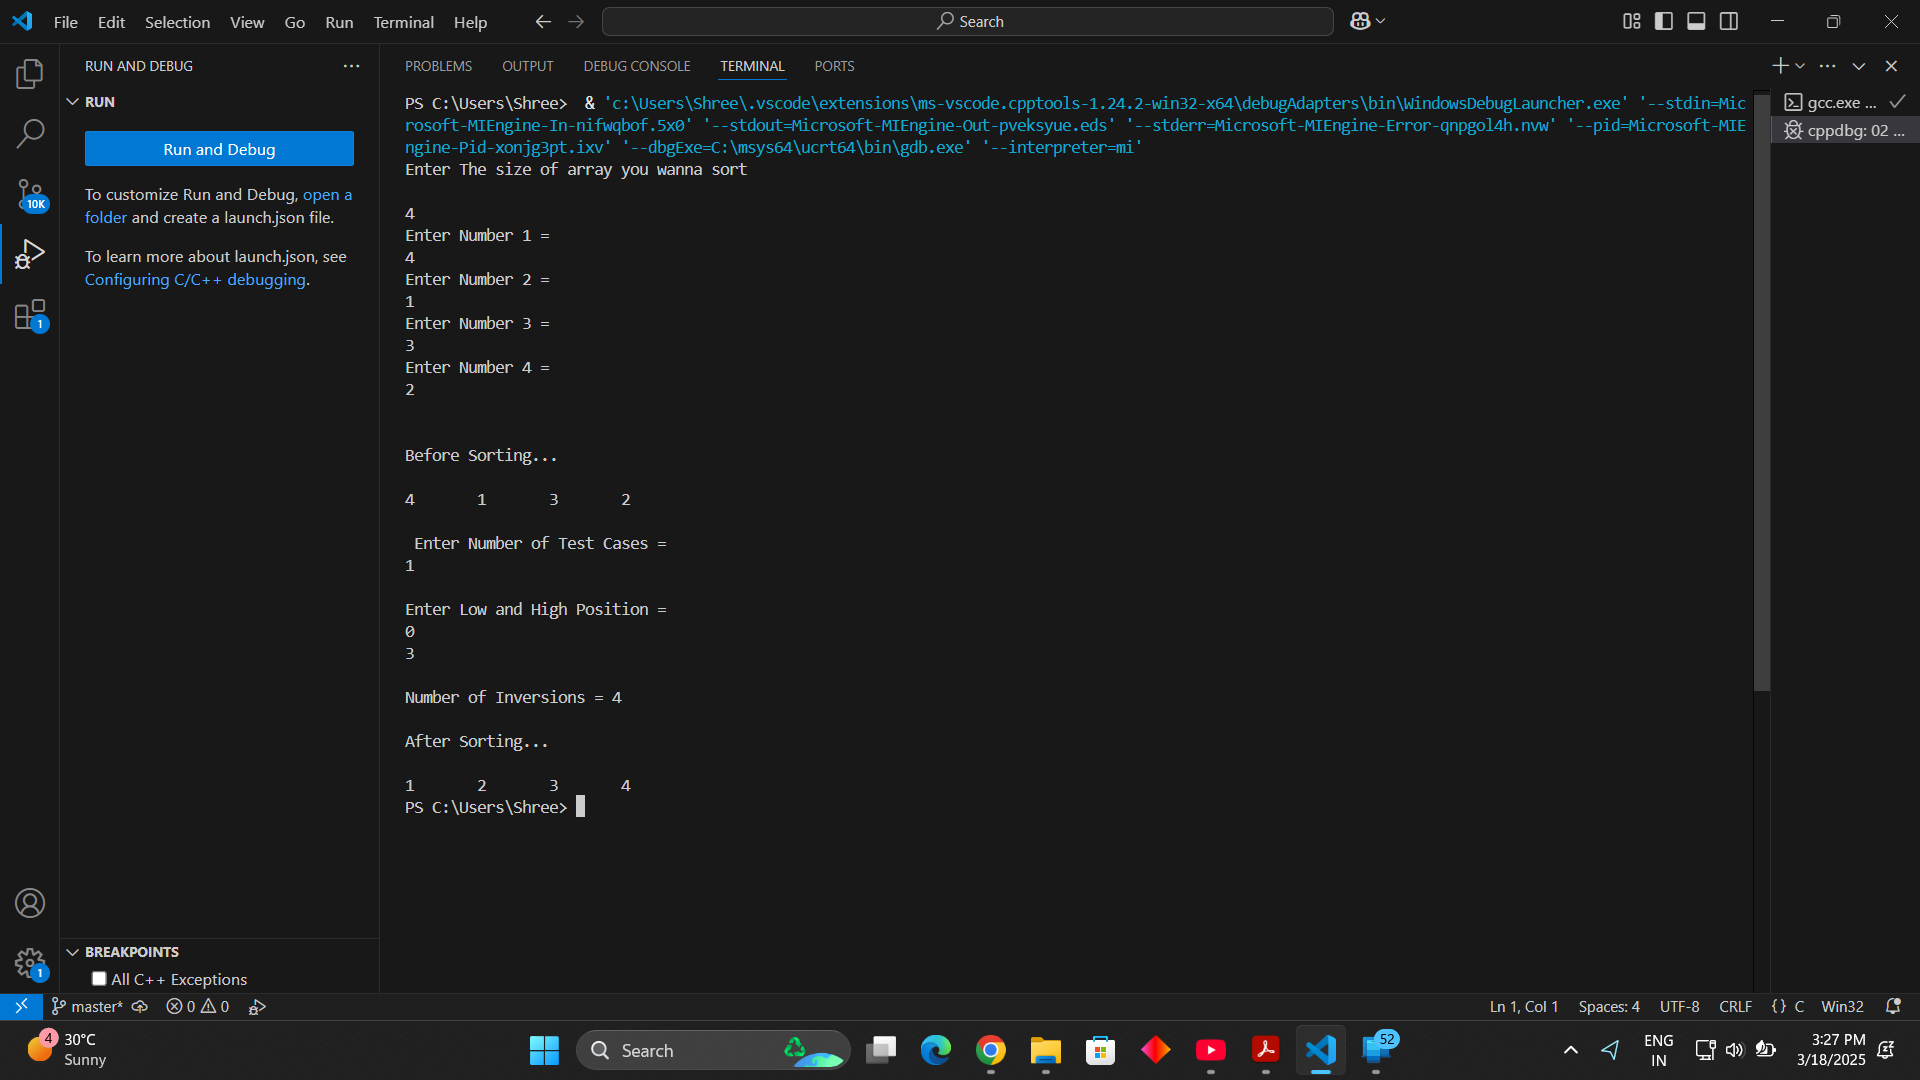 File Edit Selection View Go Run Terminal Help
Search
RUN AND DEBUG
RUN
Run and Debug
To customize Run and Debug, open a
folder and create a launch.json file.
To learn more about launch.json, see
Configuring C/C++ debugging.
10K
1
PROBLEMS OUTPUT DEBUG CONSOLE TERMINAL PORTS
PS C:\Users\Shree>  & 'c:\Users\Shree\.vscode\extensions\ms-vscode.cpptools-1.24.2-win32-x64\debugAdapters\bin\WindowsDebugLauncher.exe' '--stdin=Mic
rosoft-MIEngine-In-nifwqbof.5x0' '--stdout=Microsoft-MIEngine-Out-pveksyue.eds' '--stderr=Microsoft-MIEngine-Error-qnpgol4h.nvw' '--pid=Microsoft-MIE
ngine-Pid-xonjg3pt.ixv' '--dbgExe=C:\msys64\ucrt64\bin\gdb.exe' '--interpreter=mi'
Enter The size of array you wanna sort
4
Enter Number 1 =
4
Enter Number 2 =
1
Enter Number 3 =
3
Enter Number 4 =
2
Before Sorting...
4 1 3 2
Enter Number of Test Cases =
1
Enter Low and High Position =
0
3
Number of Inversions = 4
After Sorting...
1 2 3 4
PS C:\Users\Shree>
gcc.exe ...
cppdbg: 02 ...
BREAKPOINTS
All C++ Exceptions
1
master* 0 0
Ln 1, Col 1 Spaces: 4 UTF-8 CRLF {} C Win32
4
30°C
Sunny
Search
52
ENG
IN
3:27 PM
3/18/2025